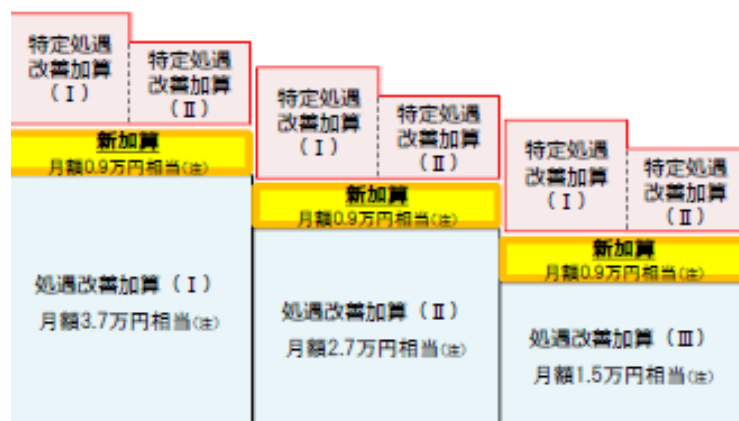 特定処遇
改善加算
(Ⅰ)
特定処遇
改善加算
(Ⅱ)
新加算
月額0.9万円相当(注)
処遇改善加算(Ⅰ)
月額3.7万円相当(注)
特定処遇
改善加算
(Ⅰ)
特定処遇
改善加算
(Ⅱ)
新加算
月額0.9万円相当(注)
処遇改善加算(Ⅱ)
月額2.7万円相当(注)
特定処遇
改善加算
(Ⅰ)
特定処遇
改善加算
(Ⅱ)
新加算
月額0.9万円相当(注)
処遇改善加算(Ⅲ)
月額1.5万円相当(注)